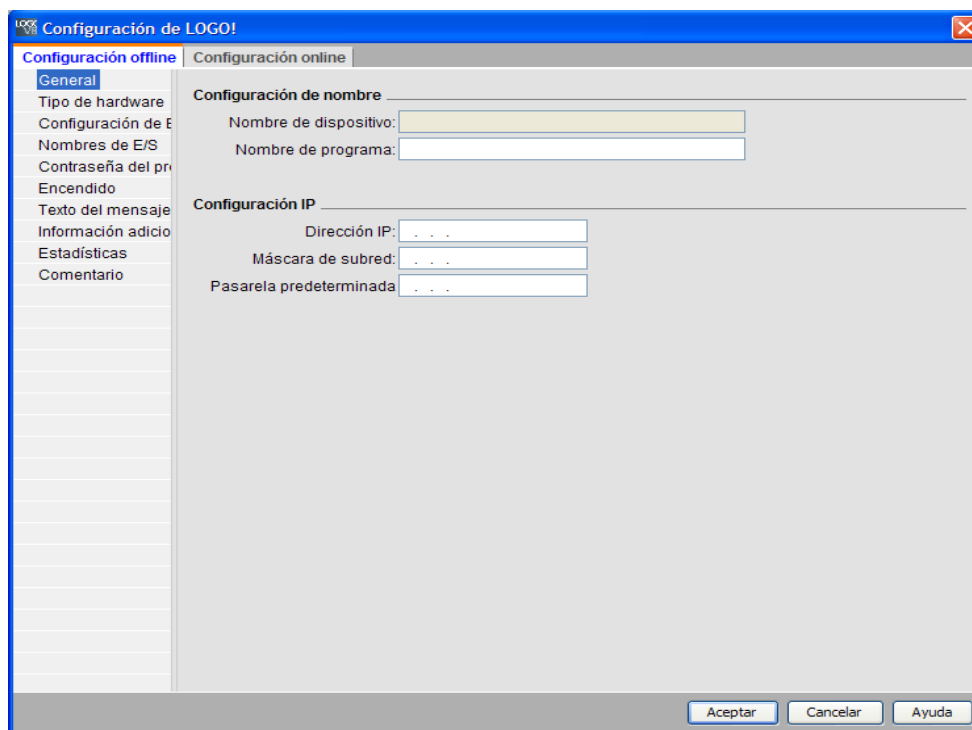 Configuración de LOGO!
Configuración offline
Configuración online
General
Tipo de hardware
Configuración de E
Nombres de E/S
Contraseña del pr
Encendido
Texto del mensaje
Información adicio
Estadísticas
Comentario
Configuración de nombre
Nombre de dispositivo:
Nombre de programa:
Configuración IP
Dirección IP: . . .
Máscara de subred: . . .
Pasarela predeterminada . . .
Aceptar
Cancelar
Ayuda